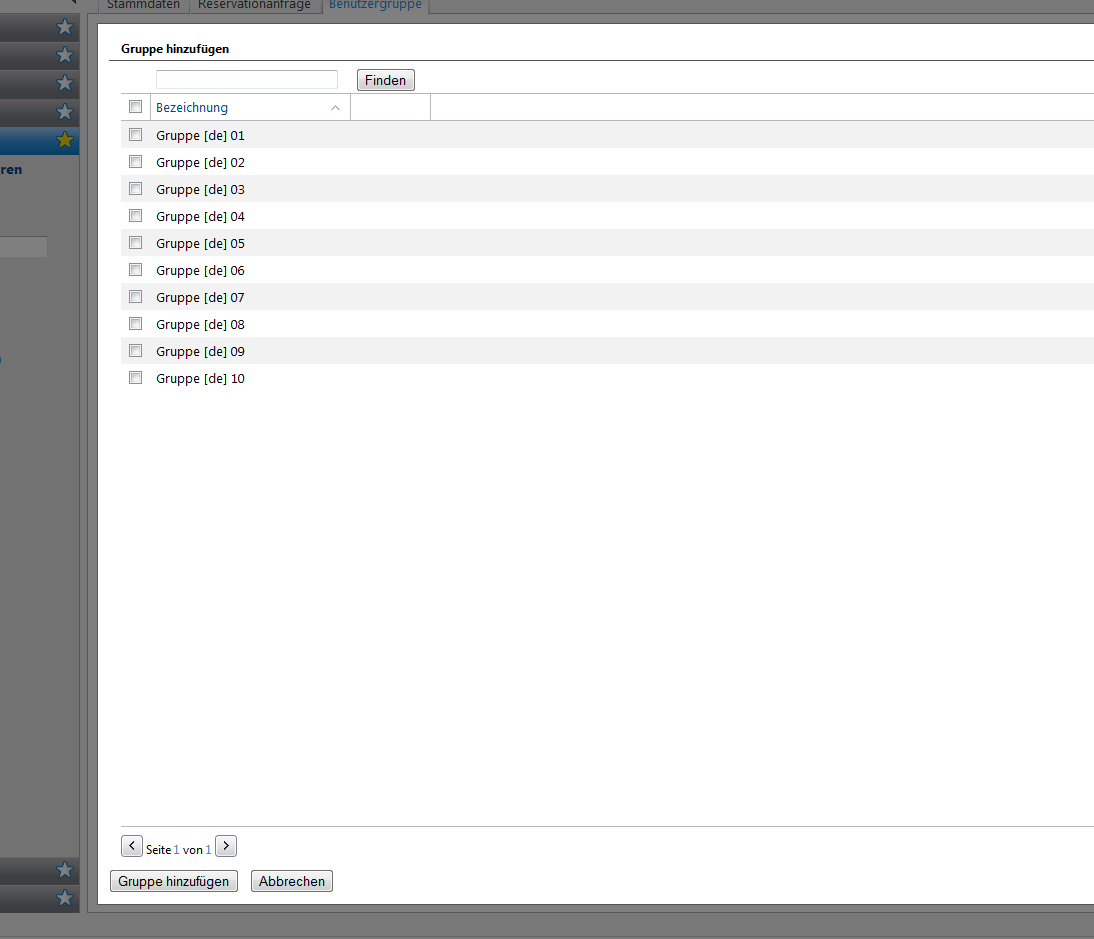 Stammdaten Reservationanfrage Benutzergruppe
Gruppe hinzufügen
Finden
Bezeichnung
Gruppe [de] 01
Gruppe [de] 02
Gruppe [de] 03
Gruppe [de] 04
Gruppe [de] 05
Gruppe [de] 06
Gruppe [de] 07
Gruppe [de] 08
Gruppe [de] 09
Gruppe [de] 10
ren
Seite 1 von 1
Gruppe hinzufügen Abbrechen